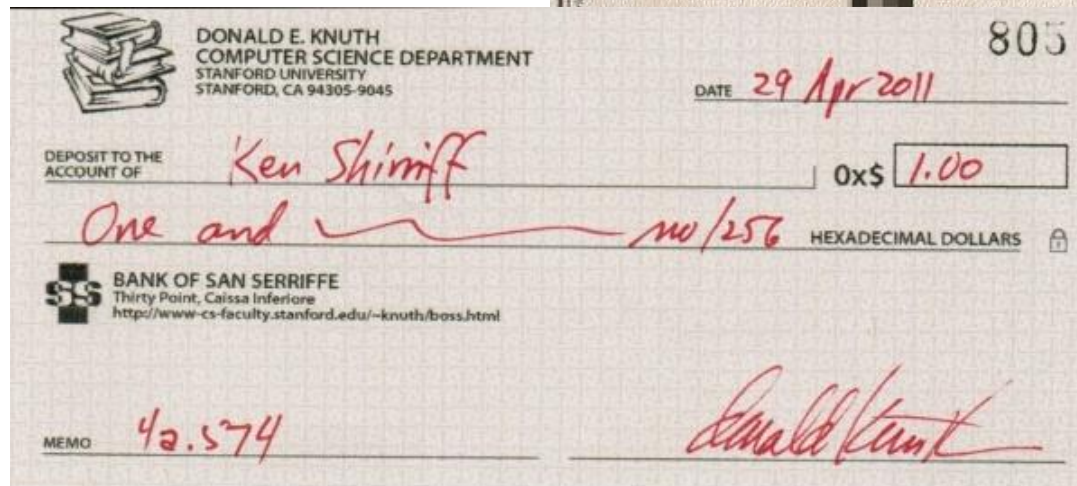 DONALD E. KNUTH
COMPUTER SCIENCE DEPARTMENT
STANFORD UNIVERSITY
STANFORD, CA 94305-9045
805
DATE 29 Apr 2011
DEPOSIT TO THE
ACCOUNT OF Ken Shirriff 0x$ 1.00
One and no/256 HEXADECIMAL DOLLARS
SS BANK OF SAN SERRIFFE
Thirty Point, Caissa Inferiore
http://www-cs-faculty.stanford.edu/~knuth/boss.html
MEMO 4a.574 Donald Knuth